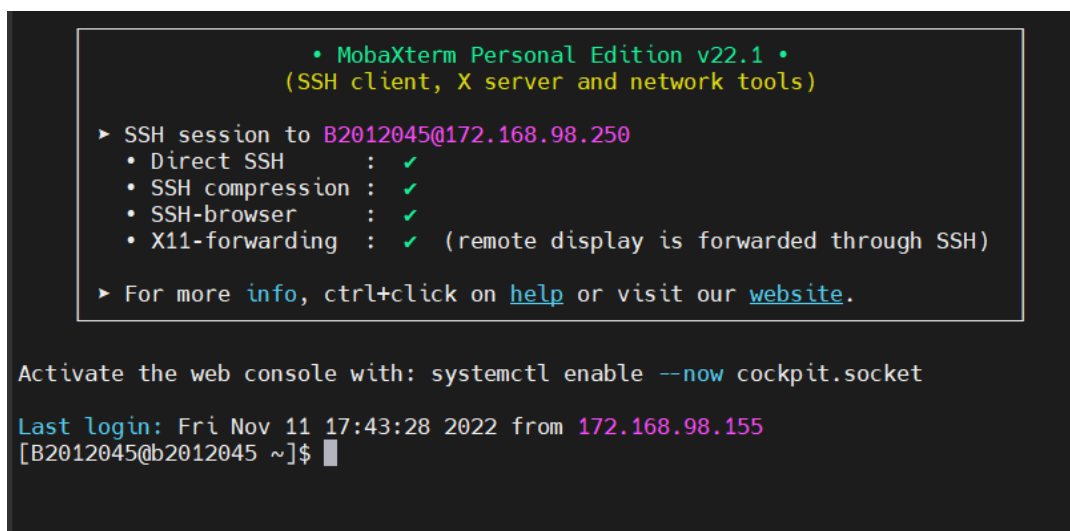 • MobaXterm Personal Edition v22.1 •
(SSH client, X server and network tools)
➤ SSH session to B2012045@172.168.98.250
• Direct SSH : ✔
• SSH compression : ✔
• SSH-browser : ✔
• X11-forwarding : ✔ (remote display is forwarded through SSH)
➤ For more info, ctrl+click on help or visit our website.
Activate the web console with: systemctl enable --now cockpit.socket
Last login: Fri Nov 11 17:43:28 2022 from 172.168.98.155
[B2012045@b2012045 ~]$